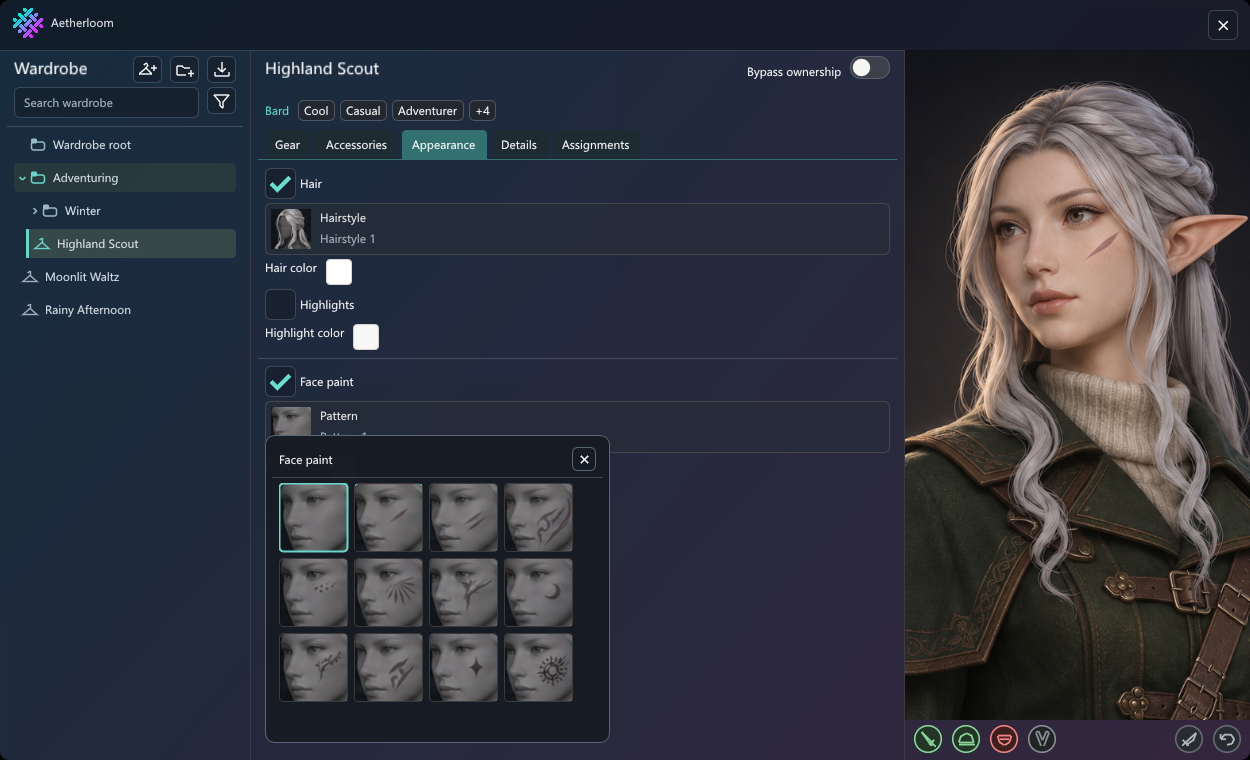 Aetherloom
Wardrobe
Search wardrobe
Wardrobe root
Adventuring
Winter
Highland Scout
Moonlit Waltz
Rainy Afternoon
Highland Scout
Bypass ownership
Bard Cool Casual Adventurer +4
Gear Accessories Appearance Details Assignments
Hair
Hairstyle
Hairstyle 1
Hair color
Highlights
Highlight color
Face paint
Pattern
Face paint